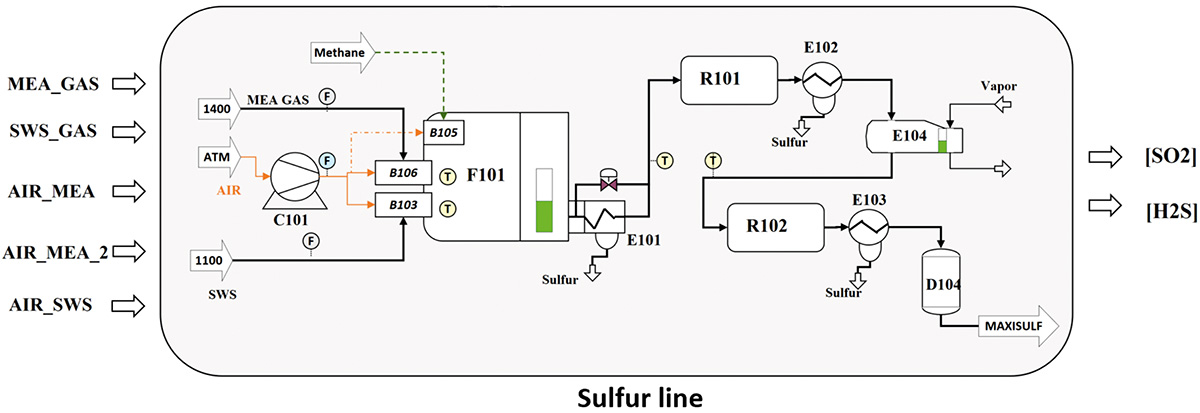 MEA_GAS
SWS_GAS
AIR_MEA
AIR_MEA_2
AIR_SWS
Methane
1400
MEA GAS
F
ATM
AIR
F
C101
1100
SWS
F
B105
B106
B103
T
T
F101
E101
Sulfur
T
R101
E102
Sulfur
T
E104
Vapor
R102
E103
Sulfur
D104
MAXISULF
[SO2]
[H2S]
Sulfur line